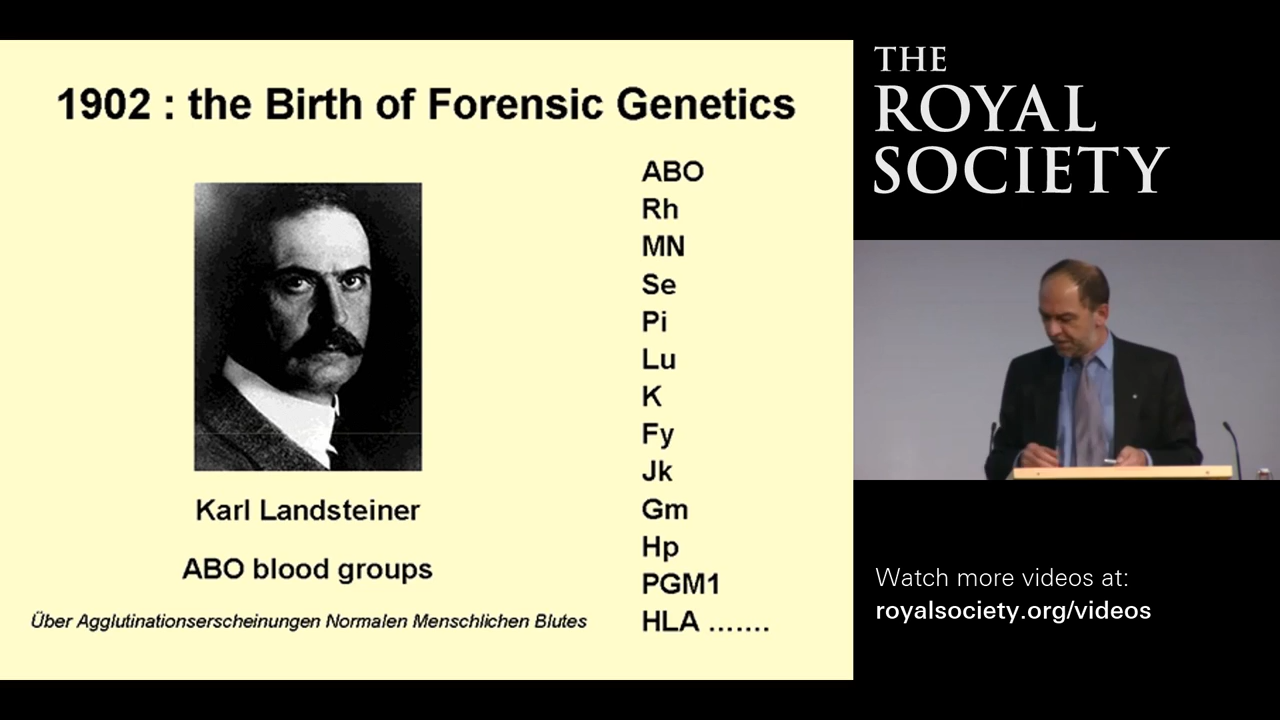 1902 : the Birth of Forensic Genetics
ABO
Rh
MN
Se
Pi
Lu
K
Fy
Jk
Gm
Hp
PGM1
HLA .......
Karl Landsteiner
ABO blood groups
Über Agglutinationserscheinungen Normalen Menschlichen Blutes
THE
ROYAL
SOCIETY
Watch more videos at:
royalsociety.org/videos